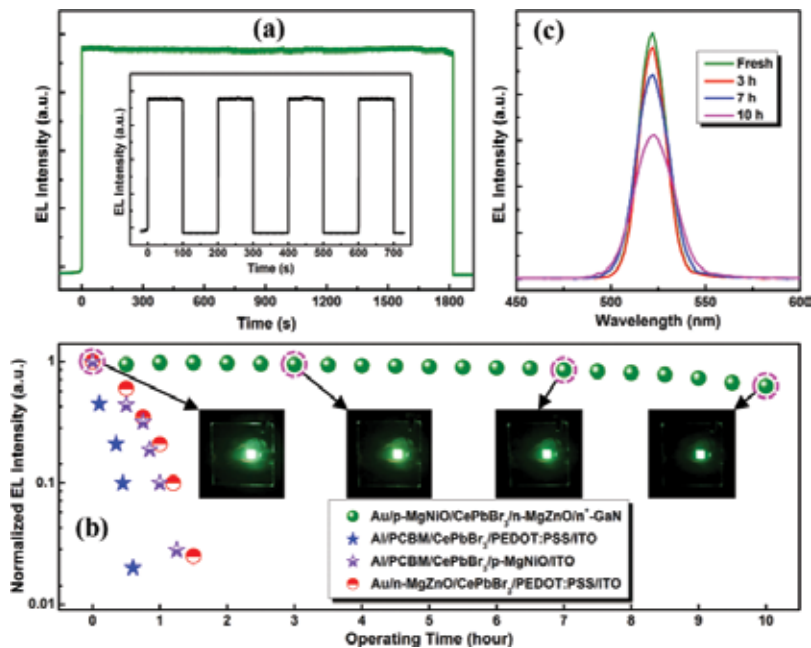 (a)
EL Intensity (a.u.)
EL Intensity (a.u.)
0 100 200 300 400 500 600 700
Time (s)
0 300 600 900 1200 1500 1800
Time (s)
(c)
EL Intensity (a.u.)
Fresh
3 h
7 h
10 h
450 500 550 600
Wavelength (nm)
(b)
Normalized EL Intensity (a.u.)
1
0.1
0.01
Au/p-MgNiO/CePbBr3/n-MgZnO/n+-GaN
Al/PCBM/CePbBr3/PEDOT:PSS/ITO
Al/PCBM/CePbBr3/p-MgNiO/ITO
Au/n-MgZnO/CePbBr3/PEDOT:PSS/ITO
0 1 2 3 4 5 6 7 8 9 10
Operating Time (hour)